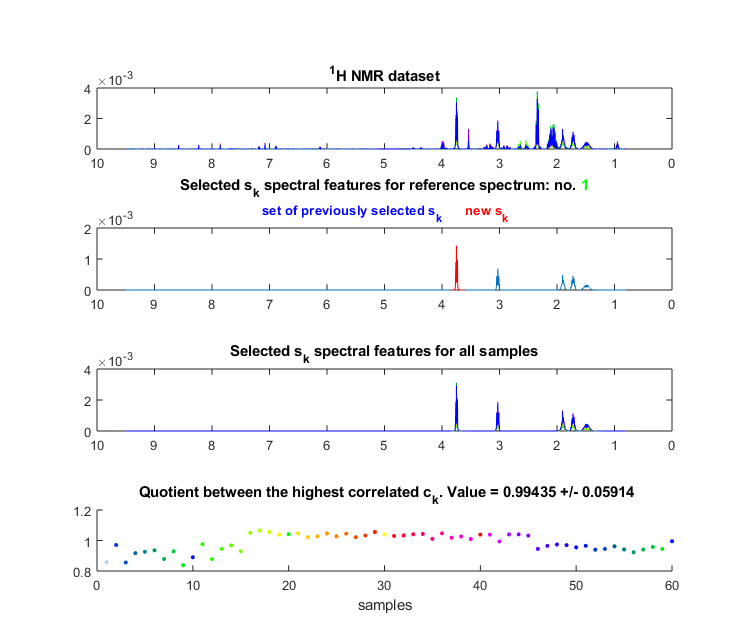 ¹H NMR dataset
×10⁻³
4
2
0
10 9 8 7 6 5 4 3 2 1 0
Selected sₖ spectral features for reference spectrum: no. 1
set of previously selected sₖ new sₖ
×10⁻³
2
1
0
10 9 8 7 6 5 4 3 2 1 0
Selected sₖ spectral features for all samples
×10⁻³
4
2
0
10 9 8 7 6 5 4 3 2 1 0
Quotient between the highest correlated cₖ. Value = 0.99435 +/- 0.05914
1.2
1
0.8
0 10 20 30 40 50 60
samples